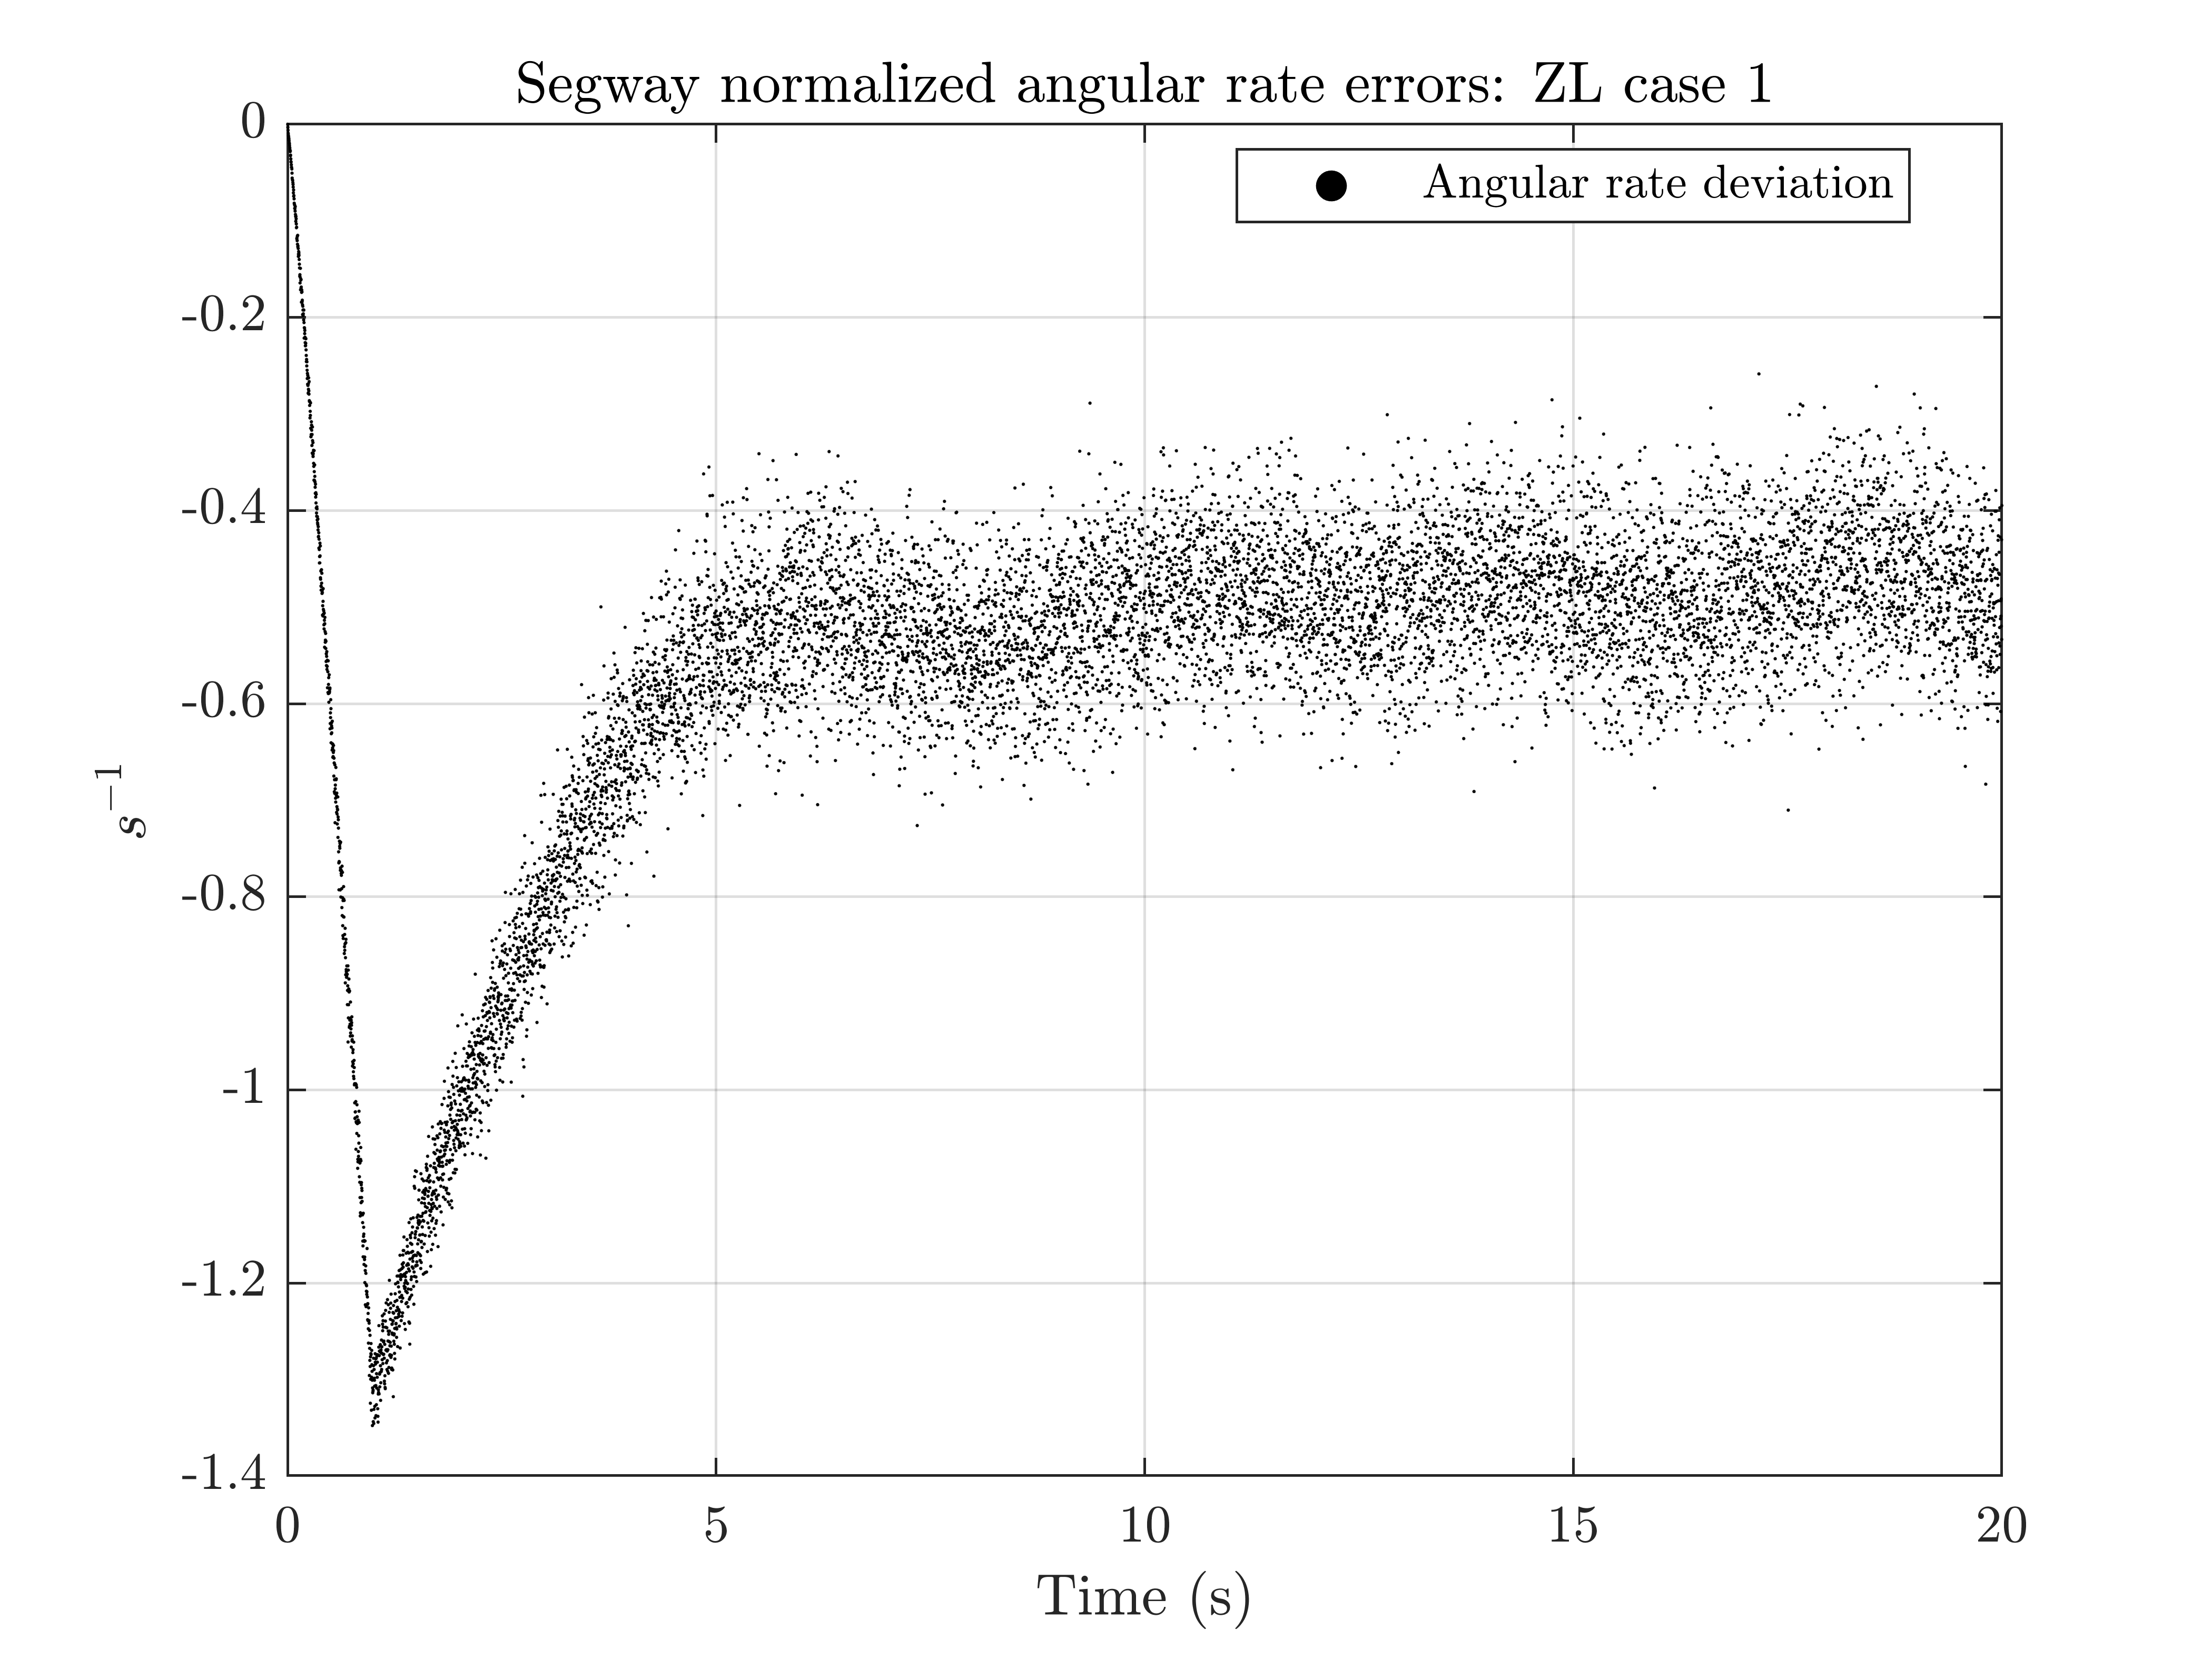 Segway normalized angular rate errors: ZL case 1
Angular rate deviation
0
-0.2
-0.4
-0.6
-0.8
-1
-1.2
-1.4
s⁻¹
0 5 10 15 20
Time (s)